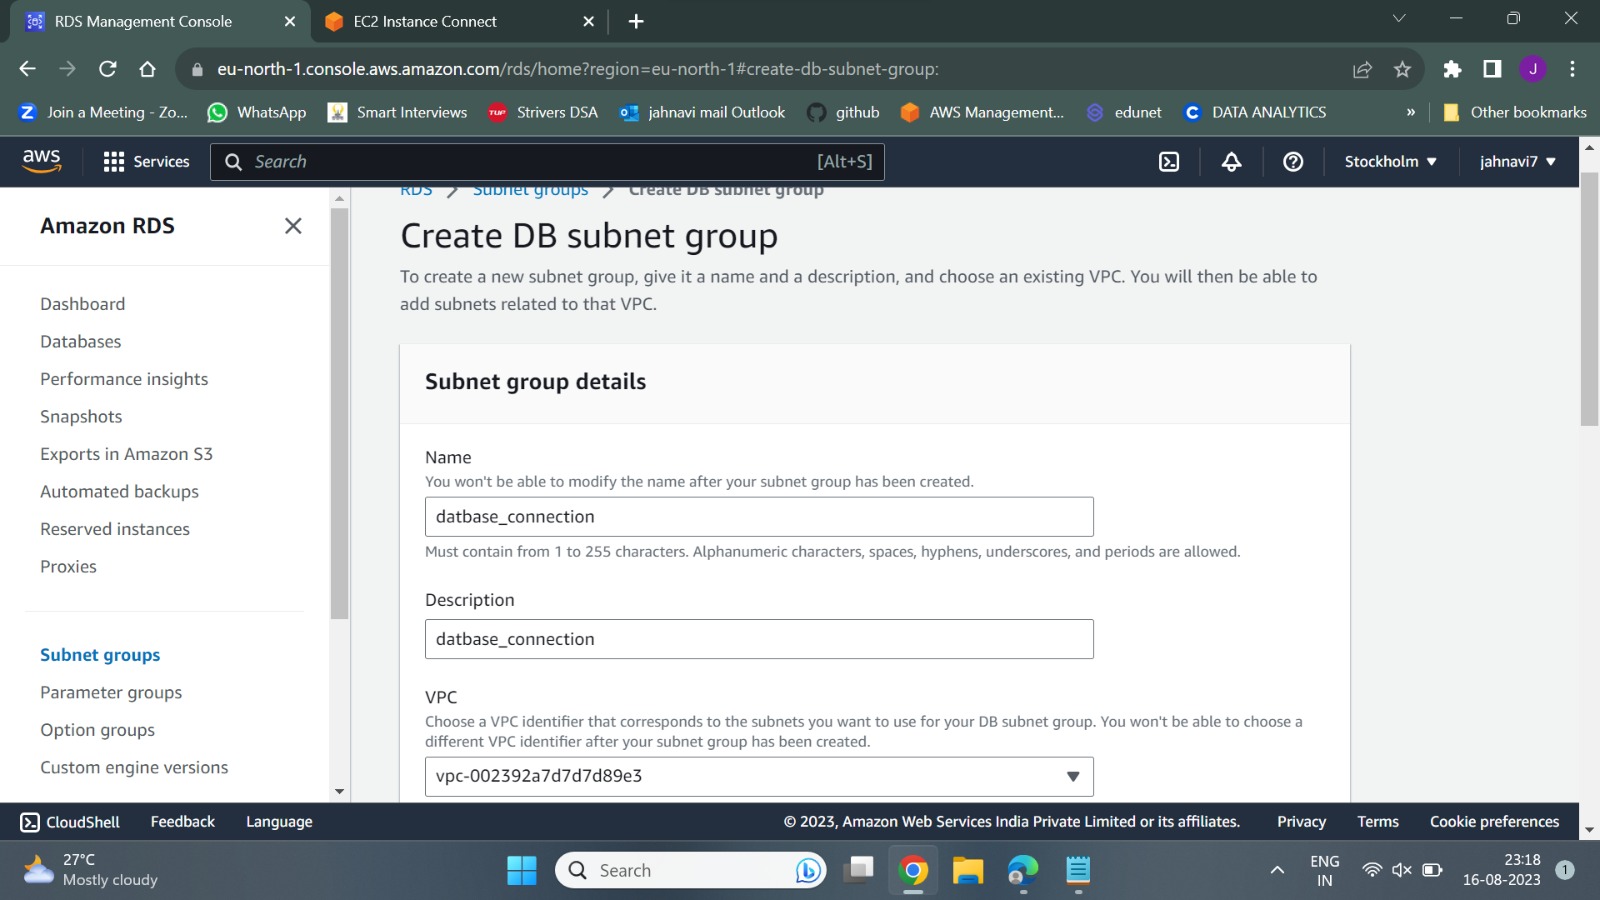 RDS Management Console
EC2 Instance Connect
eu-north-1.console.aws.amazon.com/rds/home?region=eu-north-1#create-db-subnet-group:
J
Join a Meeting - Zo...
WhatsApp
Smart Interviews
TUF
Strivers DSA
jahnavi mail Outlook
github
AWS Management...
edunet
DATA ANALYTICS
»
Other bookmarks
aws
Services
Search
[Alt+S]
Stockholm
jahnavi7
RDS > Subnet groups > Create DB subnet group
Amazon RDS
Dashboard
Databases
Performance insights
Snapshots
Exports in Amazon S3
Automated backups
Reserved instances
Proxies
Subnet groups
Parameter groups
Option groups
Custom engine versions
Create DB subnet group
To create a new subnet group, give it a name and a description, and choose an existing VPC. You will then be able to
add subnets related to that VPC.
Subnet group details
Name
You won't be able to modify the name after your subnet group has been created.
datbase_connection
Must contain from 1 to 255 characters. Alphanumeric characters, spaces, hyphens, underscores, and periods are allowed.
Description
datbase_connection
VPC
Choose a VPC identifier that corresponds to the subnets you want to use for your DB subnet group. You won't be able to choose a
different VPC identifier after your subnet group has been created.
vpc-002392a7d7d7d89e3
CloudShell
Feedback
Language
© 2023, Amazon Web Services India Private Limited or its affiliates.
Privacy
Terms
Cookie preferences
27°C
Mostly cloudy
Search
ENG
IN
23:18
16-08-2023
1